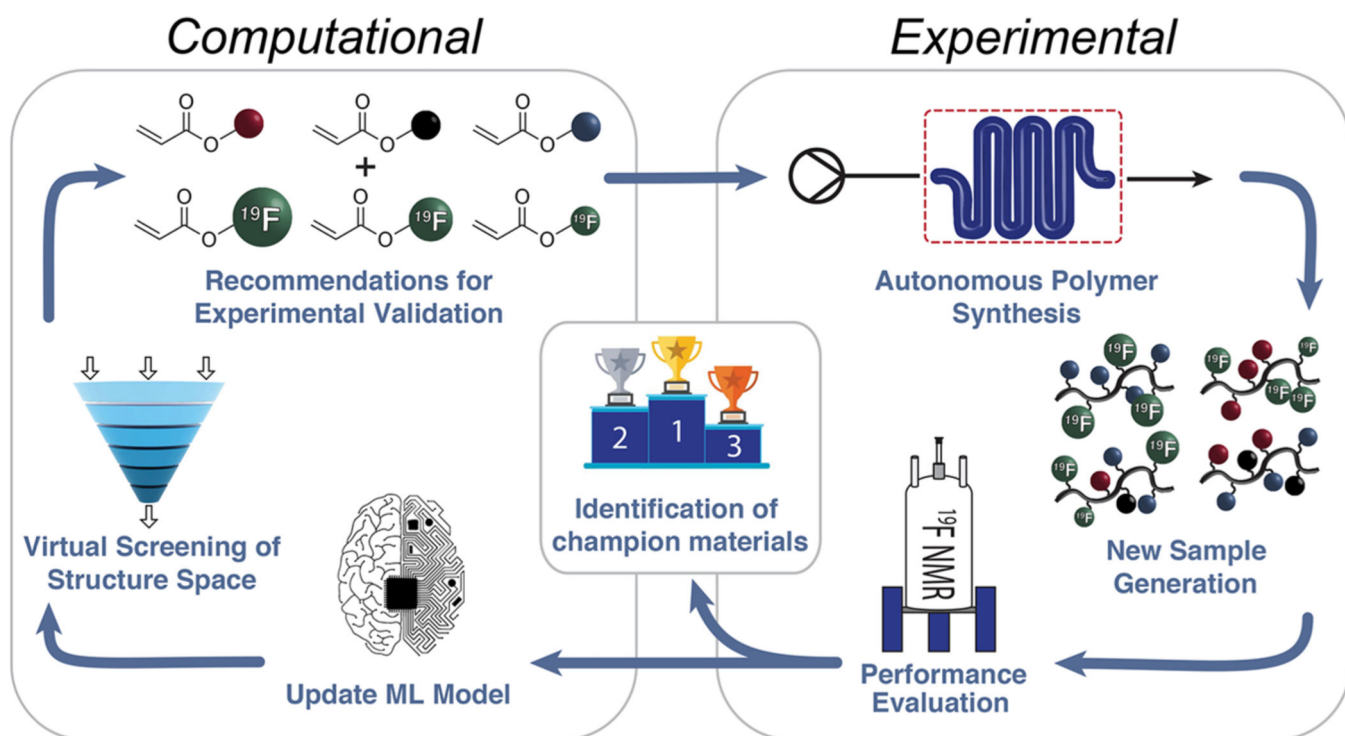 Computational
Experimental
O
O
O
O
O
O
+
O
O
O
O
O
O
19F
19F
19F
Recommendations for
Experimental Validation
Autonomous Polymer
Synthesis
19F
19F
19F
19F
19F
19F
19F
19F
19F
New Sample
Generation
19F NMR
Performance
Evaluation
2
1
3
Identification of
champion materials
Update ML Model
Virtual Screening of
Structure Space